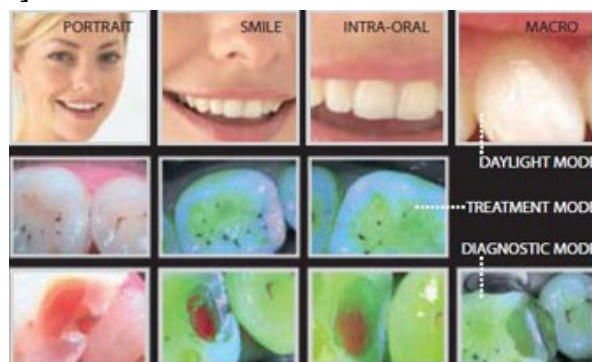 PORTRAIT
SMILE
INTRA-ORAL
MACRO
DAYLIGHT MODE
TREATMENT MODE
DIAGNOSTIC MODE